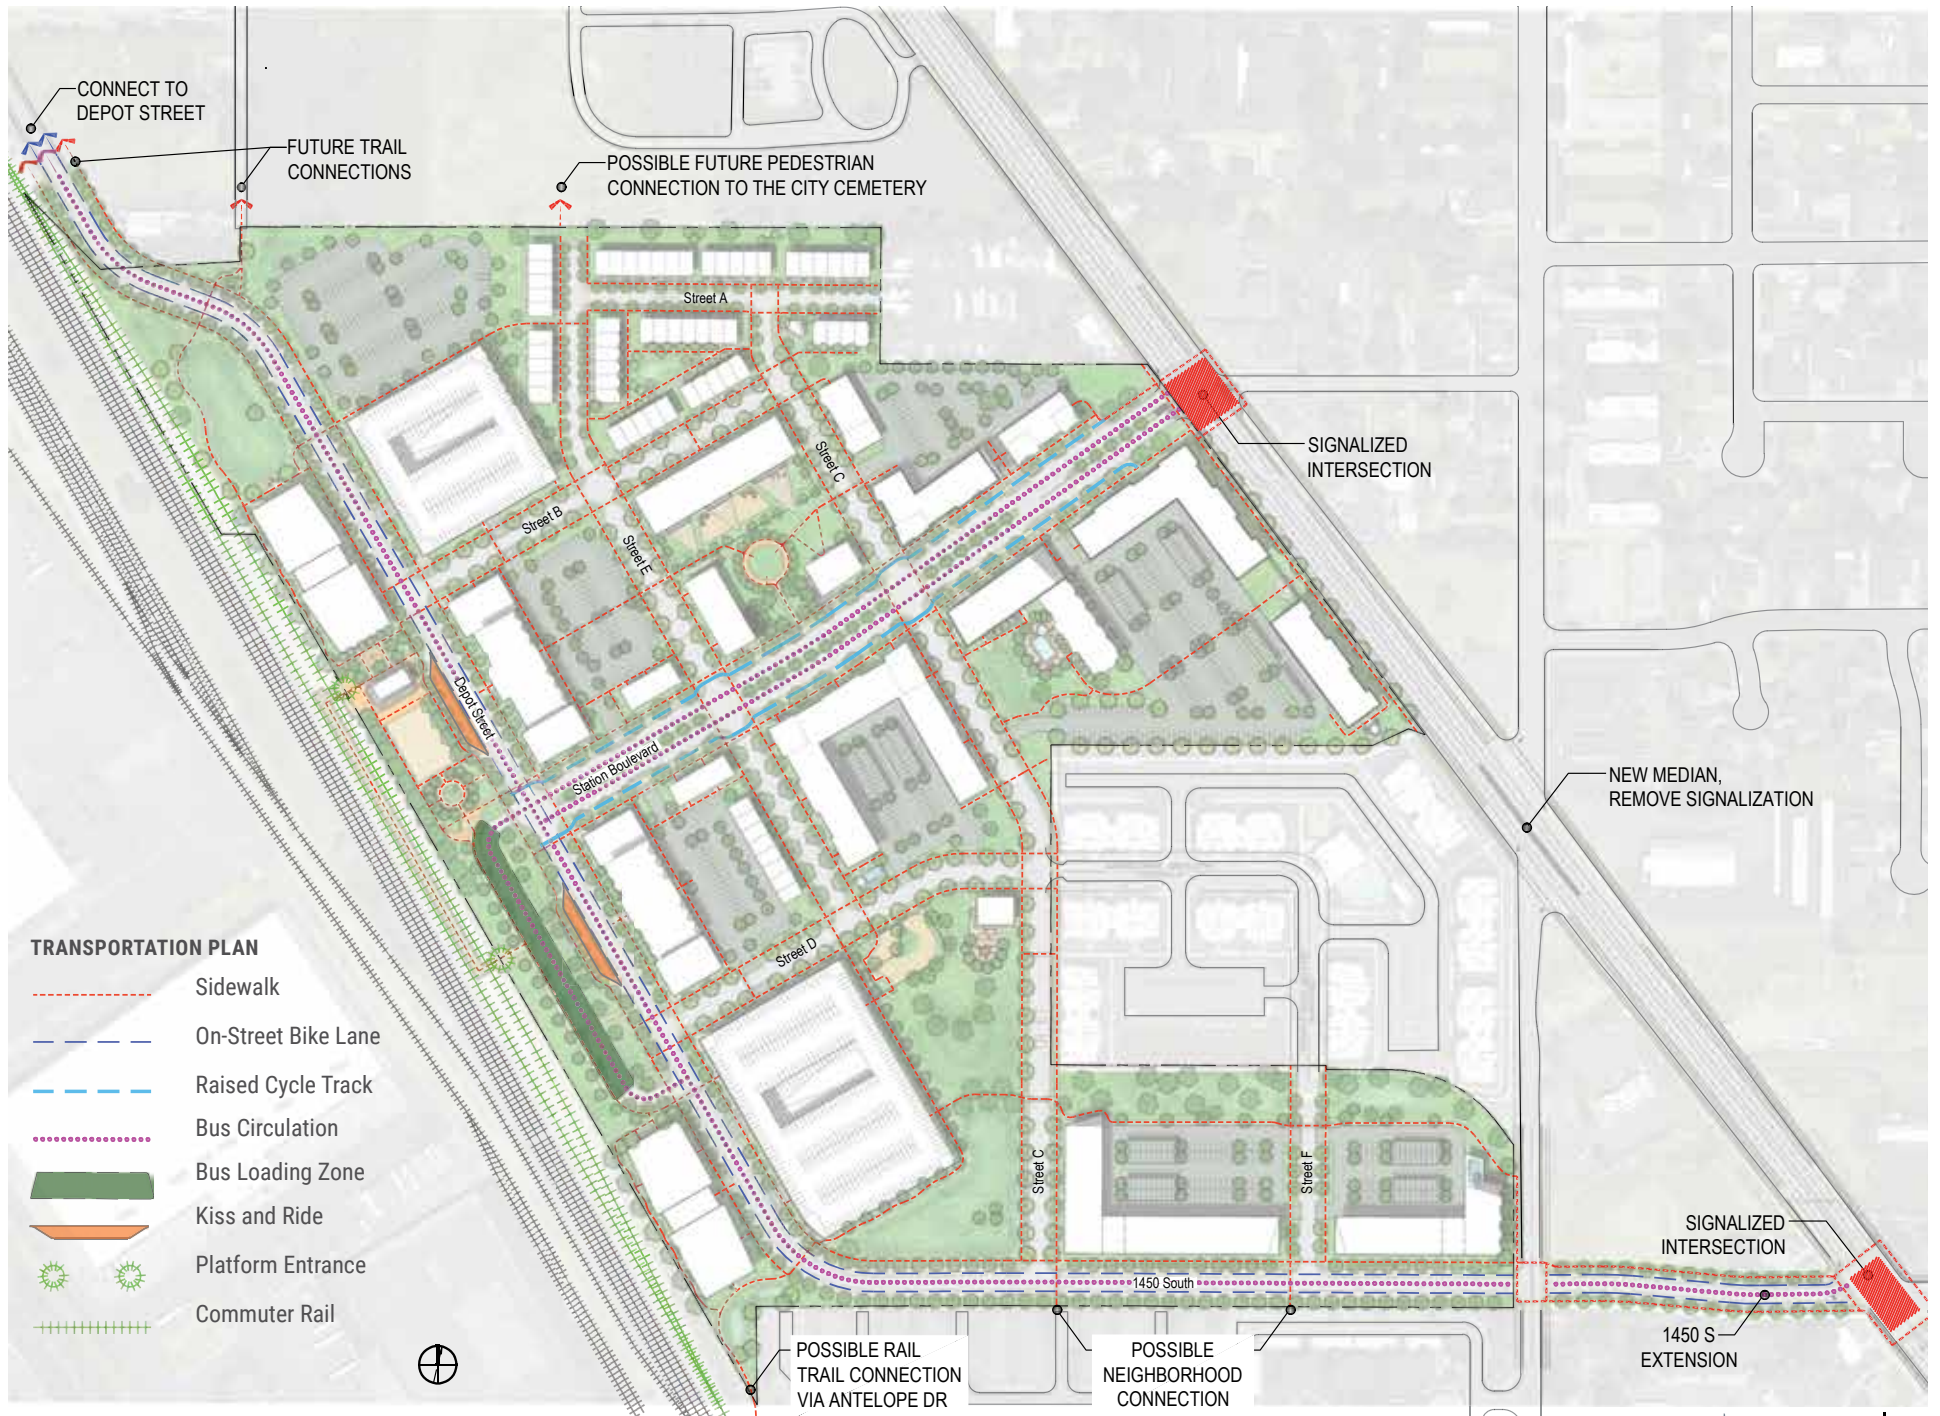 CONNECT TO
DEPOT STREET
FUTURE TRAIL
CONNECTIONS
POSSIBLE FUTURE PEDESTRIAN
CONNECTION TO THE CITY CEMETERY
Street A
SIGNALIZED
INTERSECTION
Street C
Street B
Street E
Depot Street
Station Boulevard
NEW MEDIAN,
REMOVE SIGNALIZATION
Street D
TRANSPORTATION PLAN
Sidewalk
On-Street Bike Lane
Raised Cycle Track
Bus Circulation
Bus Loading Zone
Kiss and Ride
Platform Entrance
Commuter Rail
Street C
Street F
SIGNALIZED
INTERSECTION
1450 South
1450 S
EXTENSION
POSSIBLE RAIL
TRAIL CONNECTION
VIA ANTELOPE DR
POSSIBLE
NEIGHBORHOOD
CONNECTION